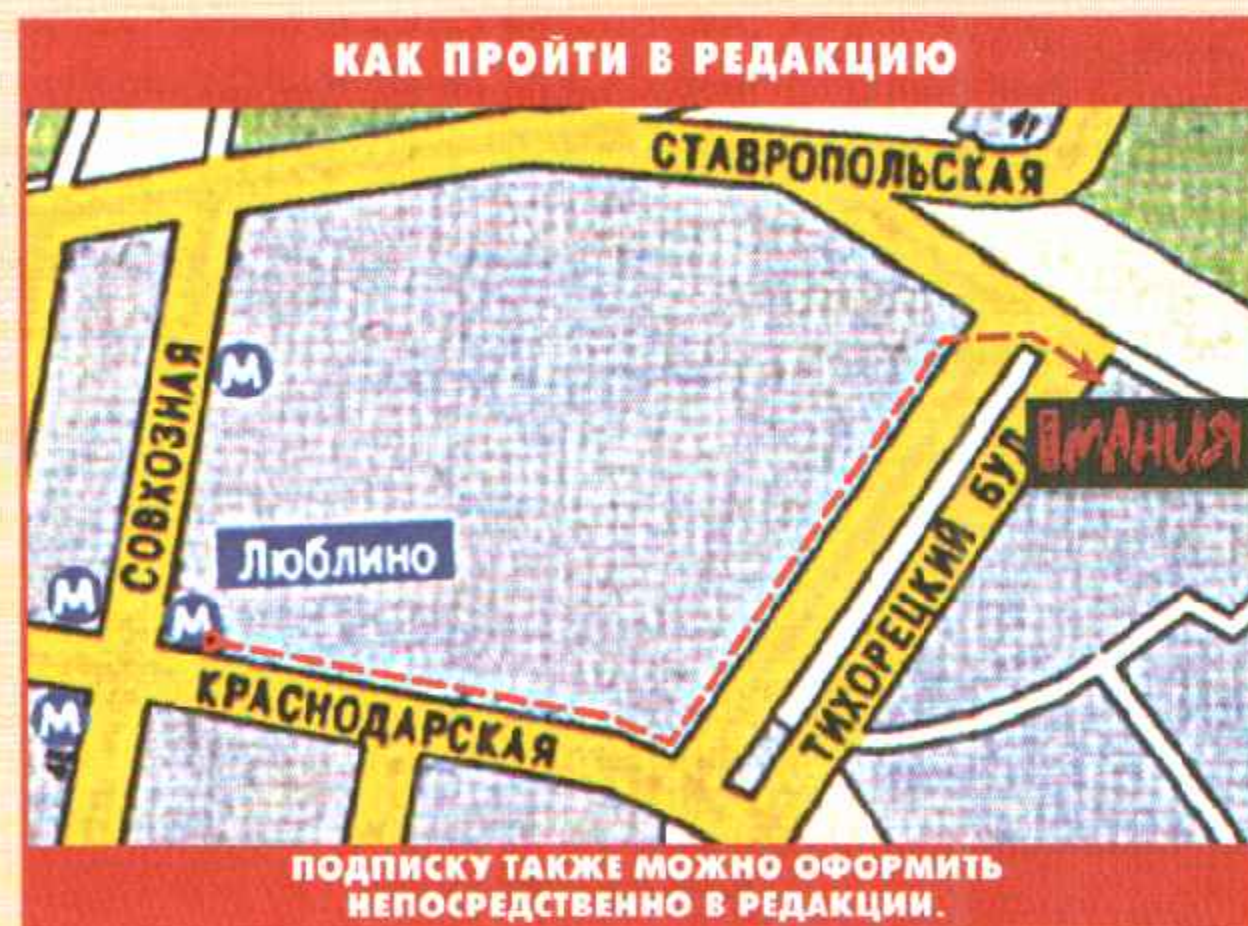 КАК ПРОЙТИ В РЕДАКЦИЮ
СТАВРОПОЛЬСКАЯ
М
СОВХОЗНАЯ
Люблино
М
М
КРАСНОДАРСКАЯ
М
ТИХОРЕЦКИЙ БУЛ
МАНИЯ
ПОДПИСКУ ТАКЖЕ МОЖНО ОФОРМИТЬ
НЕПОСРЕДСТВЕННО В РЕДАКЦИИ.